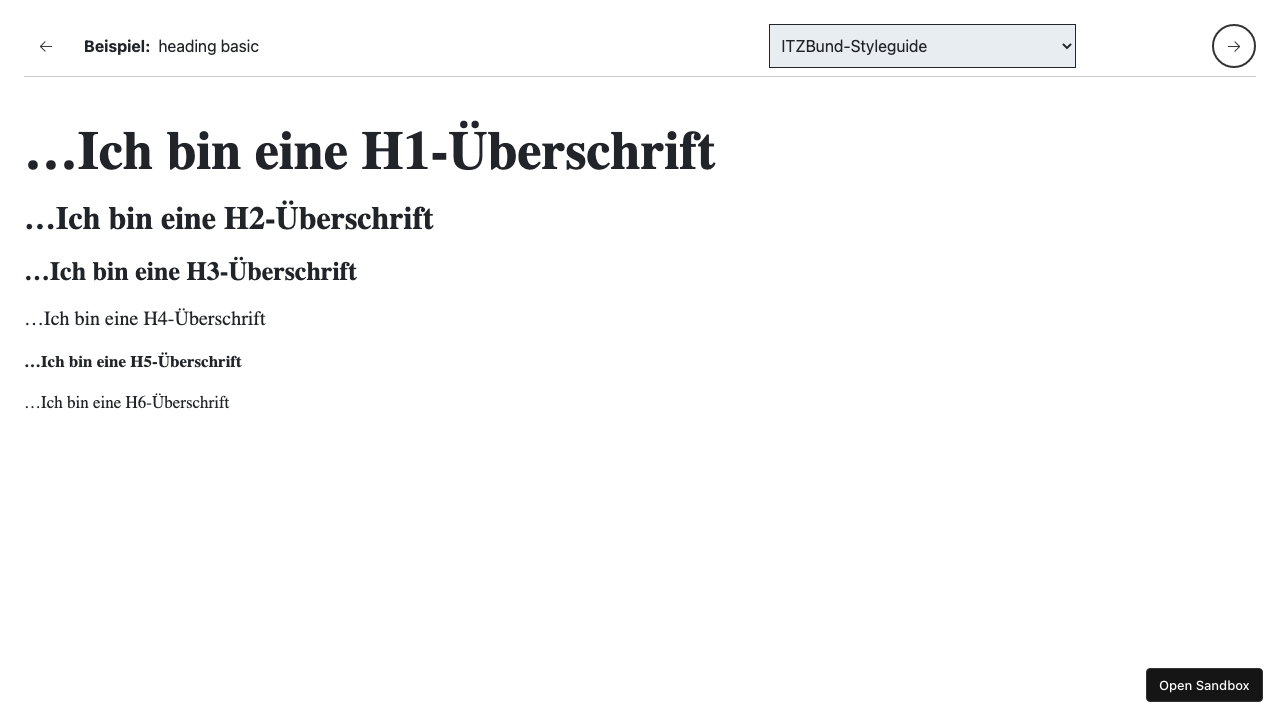 ← Beispiel: heading basic ITZBund-Styleguide →
…Ich bin eine H1-Überschrift
…Ich bin eine H2-Überschrift
…Ich bin eine H3-Überschrift
…Ich bin eine H4-Überschrift
…Ich bin eine H5-Überschrift
…Ich bin eine H6-Überschrift
Open Sandbox